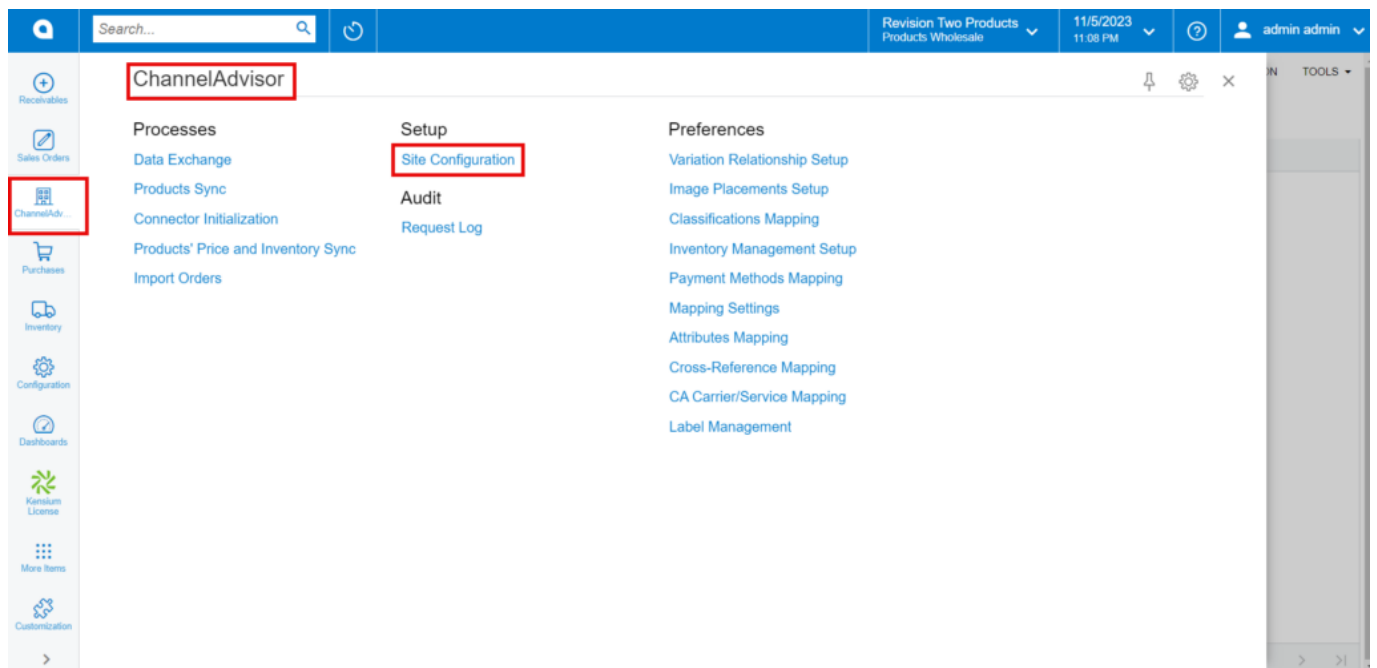 Search...
Revision Two Products
Products Wholesale
11/5/2023
11:08 PM
admin admin
ChannelAdvisor
TOOLS
Receivables
Sales Orders
ChannelAdv...
Purchases
Inventory
Configuration
Dashboards
Kensium
License
More Items
Customization
Processes
Data Exchange
Products Sync
Connector Initialization
Products' Price and Inventory Sync
Import Orders
Setup
Site Configuration
Audit
Request Log
Preferences
Variation Relationship Setup
Image Placements Setup
Classifications Mapping
Inventory Management Setup
Payment Methods Mapping
Mapping Settings
Attributes Mapping
Cross-Reference Mapping
CA Carrier/Service Mapping
Label Management